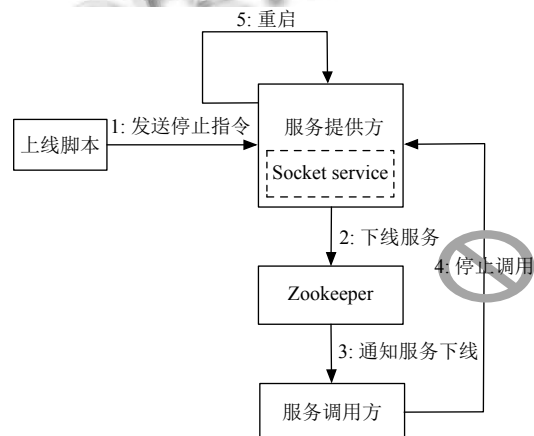 5: 重启
1: 发送停止指令
上线脚本
服务提供方
Socket service
2: 下线服务
4: 停止调用
Zookeeper
3: 通知服务下线
服务调用方